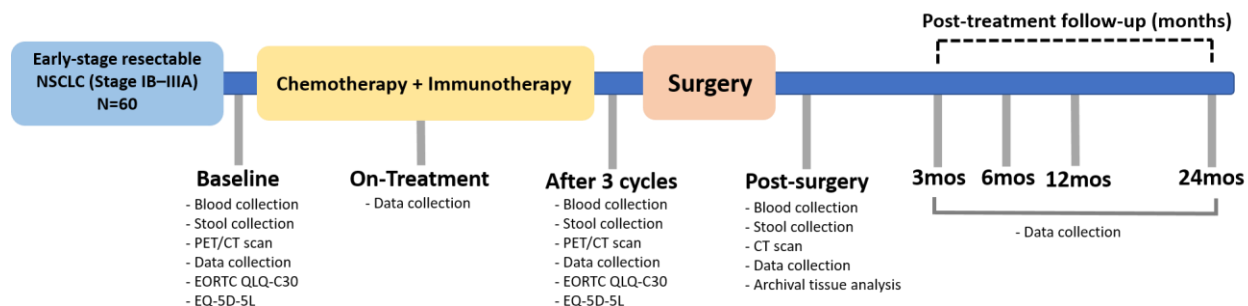 Early-stage resectable
NSCLC (Stage IB–IIIA)
N=60
Chemotherapy + Immunotherapy
Surgery
Post-treatment follow-up (months)
Baseline
- Blood collection
- Stool collection
- PET/CT scan
- Data collection
- EORTC QLQ-C30
- EQ-5D-5L
On-Treatment
- Data collection
After 3 cycles
- Blood collection
- Stool collection
- PET/CT scan
- Data collection
- EORTC QLQ-C30
- EQ-5D-5L
Post-surgery
- Blood collection
- Stool collection
- CT scan
- Data collection
- Archival tissue analysis
3mos 6mos 12mos 24mos
- Data collection